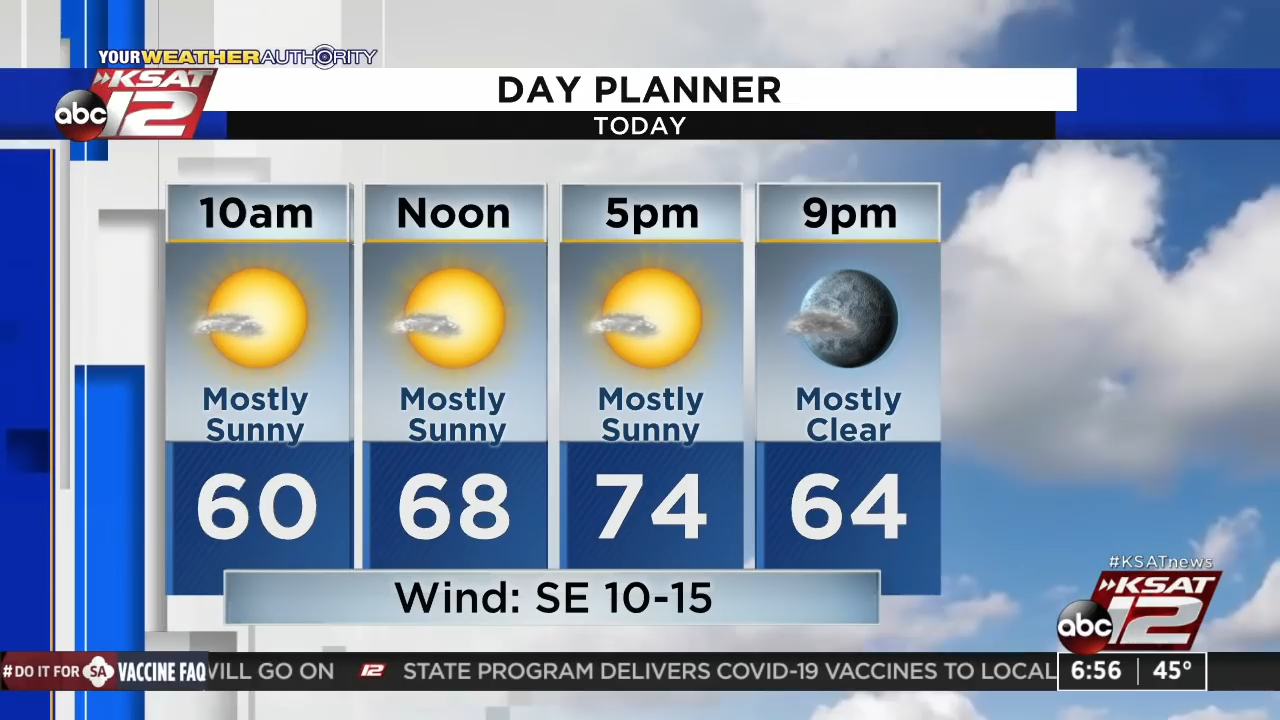 YOUR WEATHER AUTHORITY
KSAT
abc 12
DAY PLANNER
TODAY
10am Noon 5pm 9pm
Mostly Mostly Mostly Mostly
Sunny Sunny Sunny Clear
60 68 74 64
Wind: SE 10-15
#KSATnews
KSAT
abc 12
#DO IT FOR SA VACCINE FAQ VILL GO ON 12 STATE PROGRAM DELIVERS COVID-19 VACCINES TO LOCAL 6:56 45°